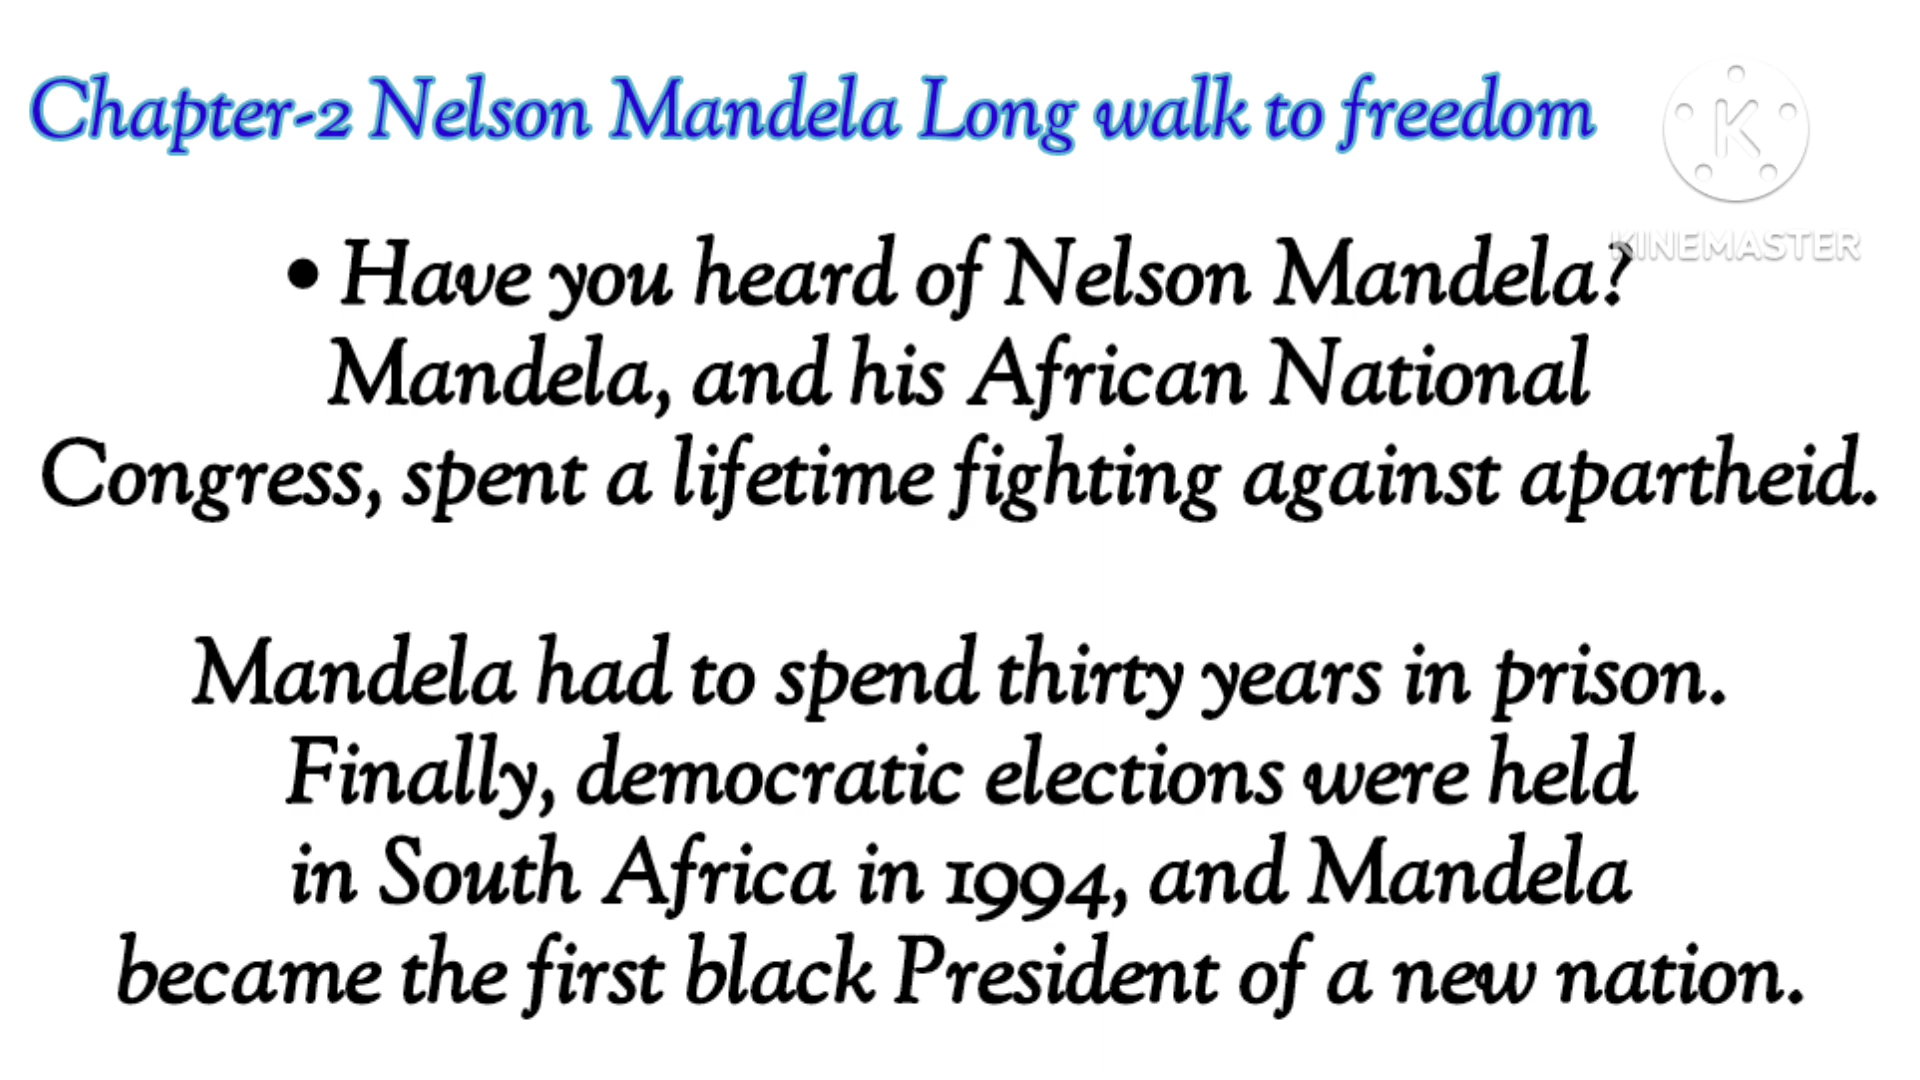 Chapter-2 Nelson Mandela Long walk to freedom
K
KINEMASTER
• Have you heard of Nelson Mandela?
Mandela, and his African National
Congress, spent a lifetime fighting against apartheid.
Mandela had to spend thirty years in prison.
Finally, democratic elections were held
in South Africa in 1994, and Mandela
became the first black President of a new nation.